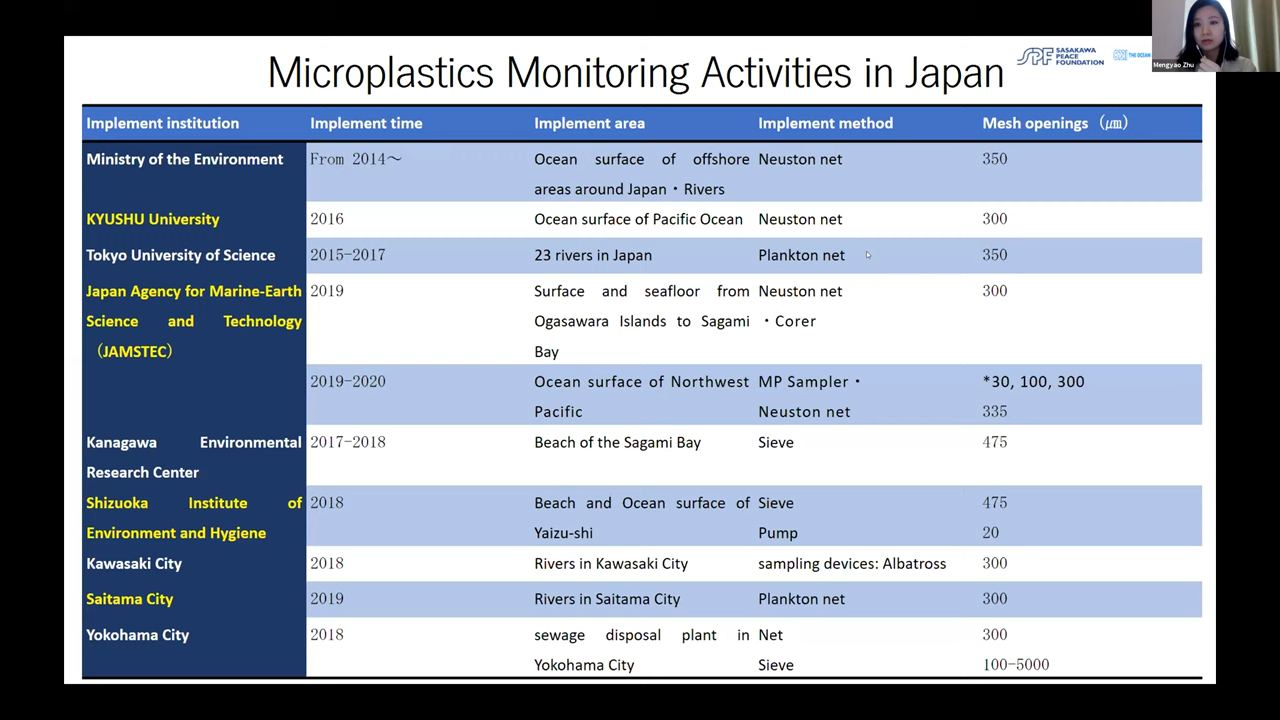 Microplastics Monitoring Activities in Japan
SPF SASAKAWA PEACE FOUNDATION
THE OCEAN
Mengyao Zhu
Implement institution Implement time Implement area Implement method Mesh openings (μm)
Ministry of the Environment From 2014～ Ocean surface of offshore Neuston net 350
areas around Japan・Rivers
KYUSHU University 2016 Ocean surface of Pacific Ocean Neuston net 300
Tokyo University of Science 2015-2017 23 rivers in Japan Plankton net 350
Japan Agency for Marine-Earth 2019 Surface and seafloor from Neuston net 300
Science and Technology Ogasawara Islands to Sagami ・Corer
（JAMSTEC） Bay
2019-2020 Ocean surface of Northwest MP Sampler・ *30, 100, 300
Pacific Neuston net 335
Kanagawa Environmental 2017-2018 Beach of the Sagami Bay Sieve 475
Research Center
Shizuoka Institute of 2018 Beach and Ocean surface of Sieve 475
Environment and Hygiene Yaizu-shi Pump 20
Kawasaki City 2018 Rivers in Kawasaki City sampling devices: Albatross 300
Saitama City 2019 Rivers in Saitama City Plankton net 300
Yokohama City 2018 sewage disposal plant in Net 300
Yokohama City Sieve 100-5000